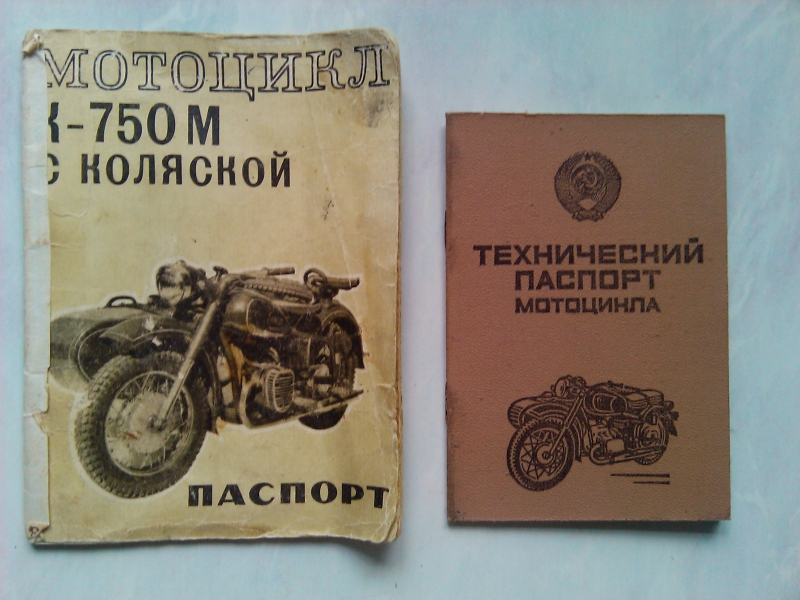 МОТОЦИКЛ
К-750 М
С КОЛЯСКОЙ
ПАСПОРТ
ТЕХНИЧЕСКИЙ
ПАСПОРТ
МОТОЦИКЛА